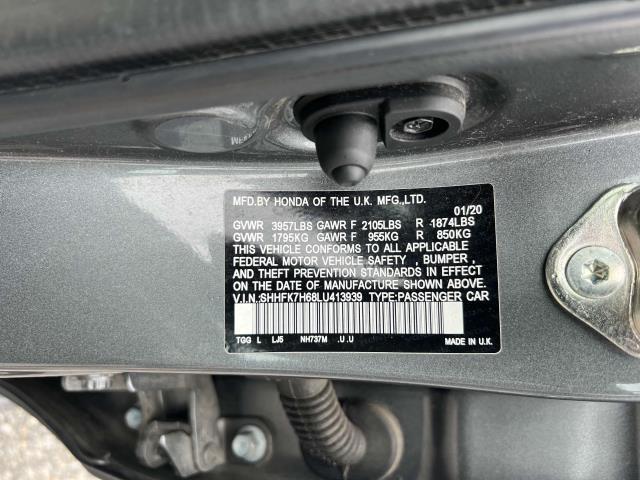 MFD.BY HONDA OF THE U.K. MFG.,LTD.
01/20
GVWR 3957LBS GAWR F 2105LBS R 1874LBS
GVWR 1795KG GAWR F 955KG R 850KG
THIS VEHICLE CONFORMS TO ALL APPLICABLE
FEDERAL MOTOR VEHICLE SAFETY , BUMPER ,
AND THEFT PREVENTION STANDARDS IN EFFECT
ON THE DATE OF MANUFACTURE SHOWN ABOVE.
V.I.N.:SHHFK7H68LU413939 TYPE:PASSENGER CAR
TGG L LJ5 NH737M .U .U MADE IN U.K.